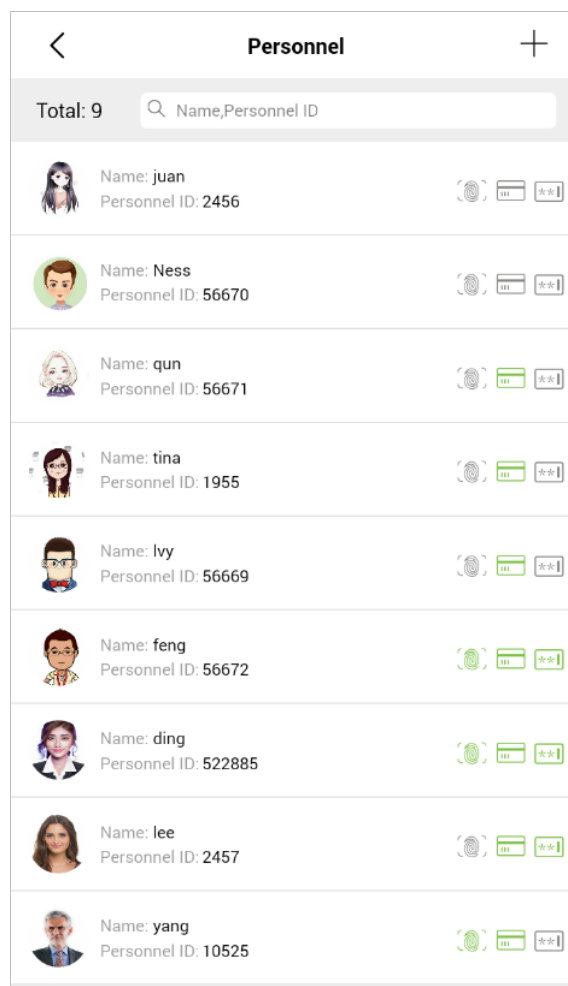 Personnel
Total: 9
Name,Personnel ID
Name: juan
Personnel ID: 2456
Name: Ness
Personnel ID: 56670
Name: qun
Personnel ID: 56671
Name: tina
Personnel ID: 1955
Name: lvy
Personnel ID: 56669
Name: feng
Personnel ID: 56672
Name: ding
Personnel ID: 522885
Name: lee
Personnel ID: 2457
Name: yang
Personnel ID: 10525